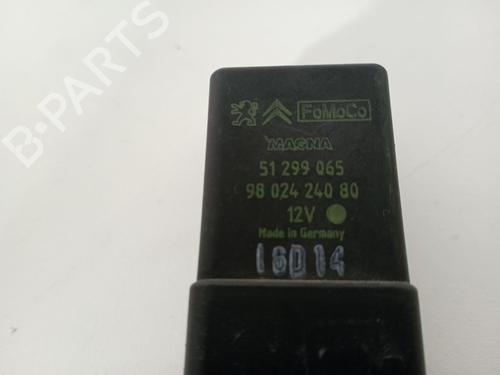 B-PARTS
FoMoCo
MAGNA
51 299 065
98 024 240 80
12V
Made in Germany
16D14